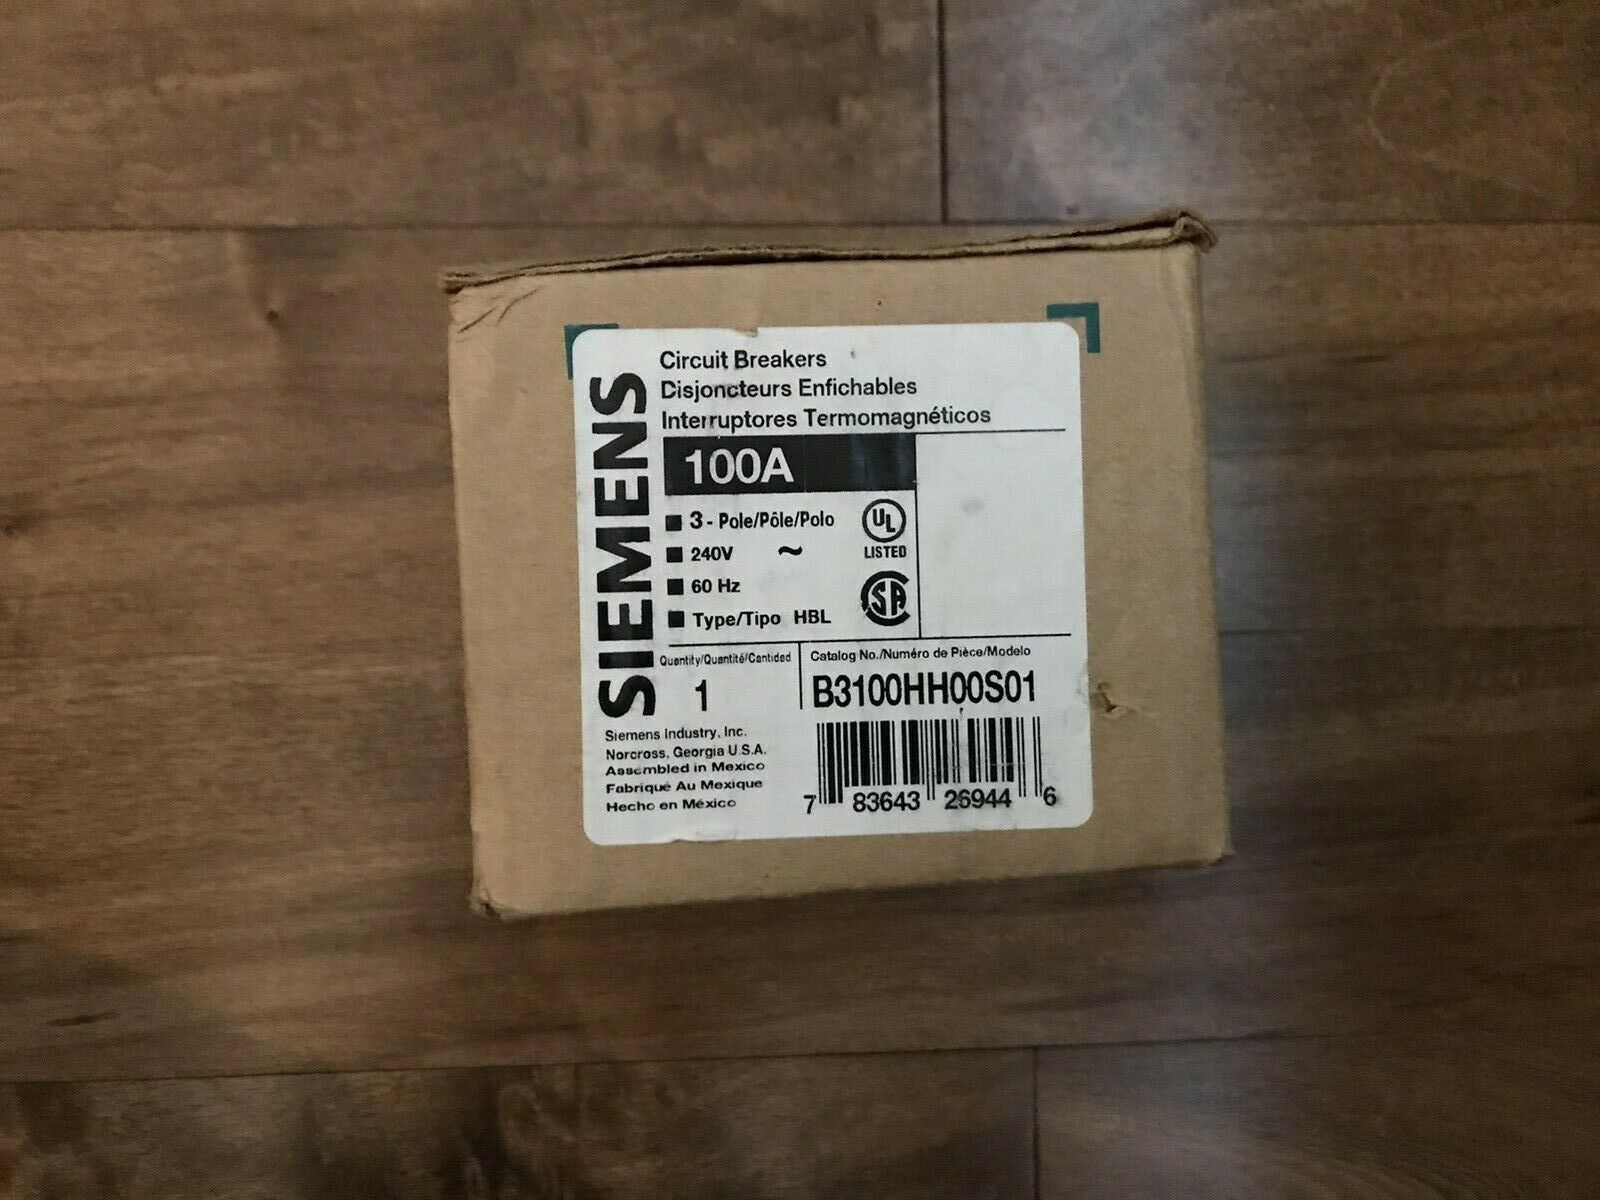 SIEMENS
Circuit Breakers
Disjoncteurs Enfichables
Interruptores Termomagnéticos
100A
3 - Pole/Pôle/Polo
240V ~
60 Hz
Type/Tipo HBL
UL
LISTED
SA
Quantity/Quantité/Cantidad
1
Catalog No./Numéro de Pièce/Modelo
B3100HH00S01
Siemens Industry, Inc.
Norcross, Georgia U.S.A.
Assembled in Mexico
Fabriqué Au Mexique
Hecho en México
7 83643 26944 6